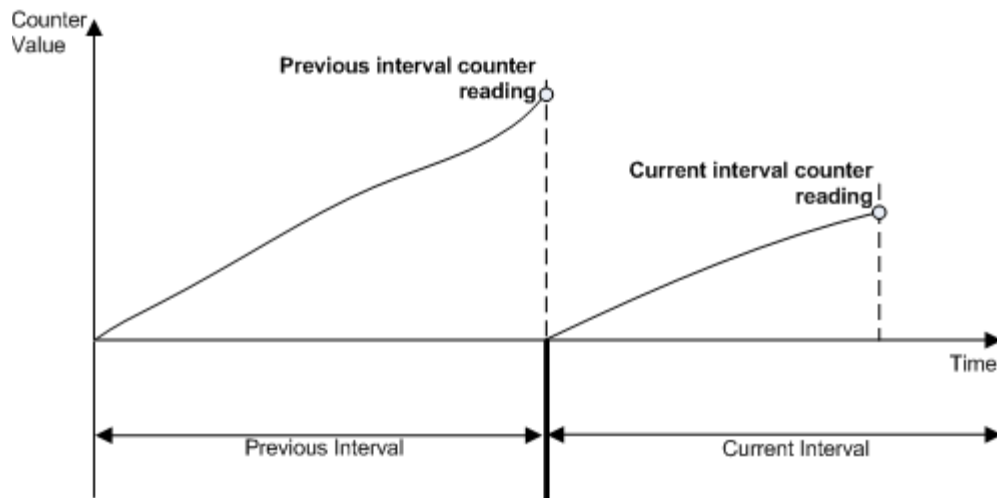 Counter
Value
Previous interval counter
reading
Current interval counter
reading
Time
Previous Interval
Current Interval